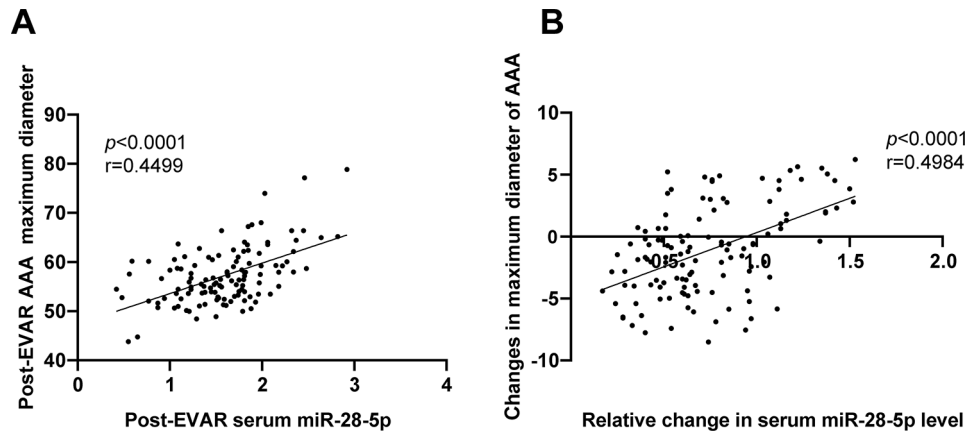 A
Post-EVAR AAA maximum diameter
90
80
70
60
50
40
p<0.0001
r=0.4499
0
1
2
3
4
Post-EVAR serum miR-28-5p
B
Changes in maximum diameter of AAA
10
5
0
-5
-10
p<0.0001
r=0.4984
0.5
1.0
1.5
2.0
Relative change in serum miR-28-5p level